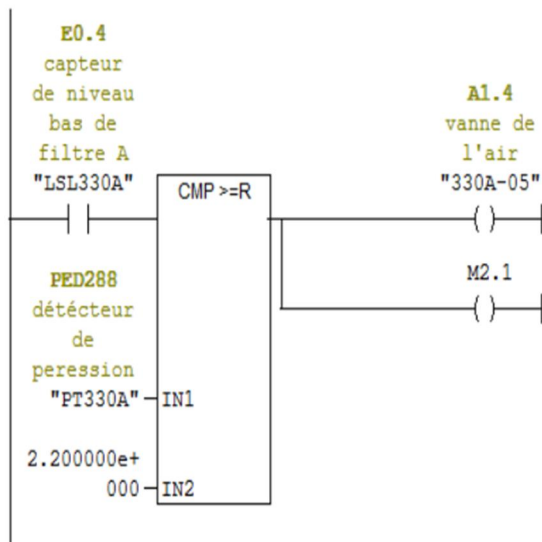 E0.4
capteur
de niveau
bas de
filtre A
"LSL330A"
CMP >=R
A1.4
vanne de
l'air
"330A-05"
M2.1
PED288
détécteur
de
peression
"PT330A"
IN1
2.200000e+
000
IN2